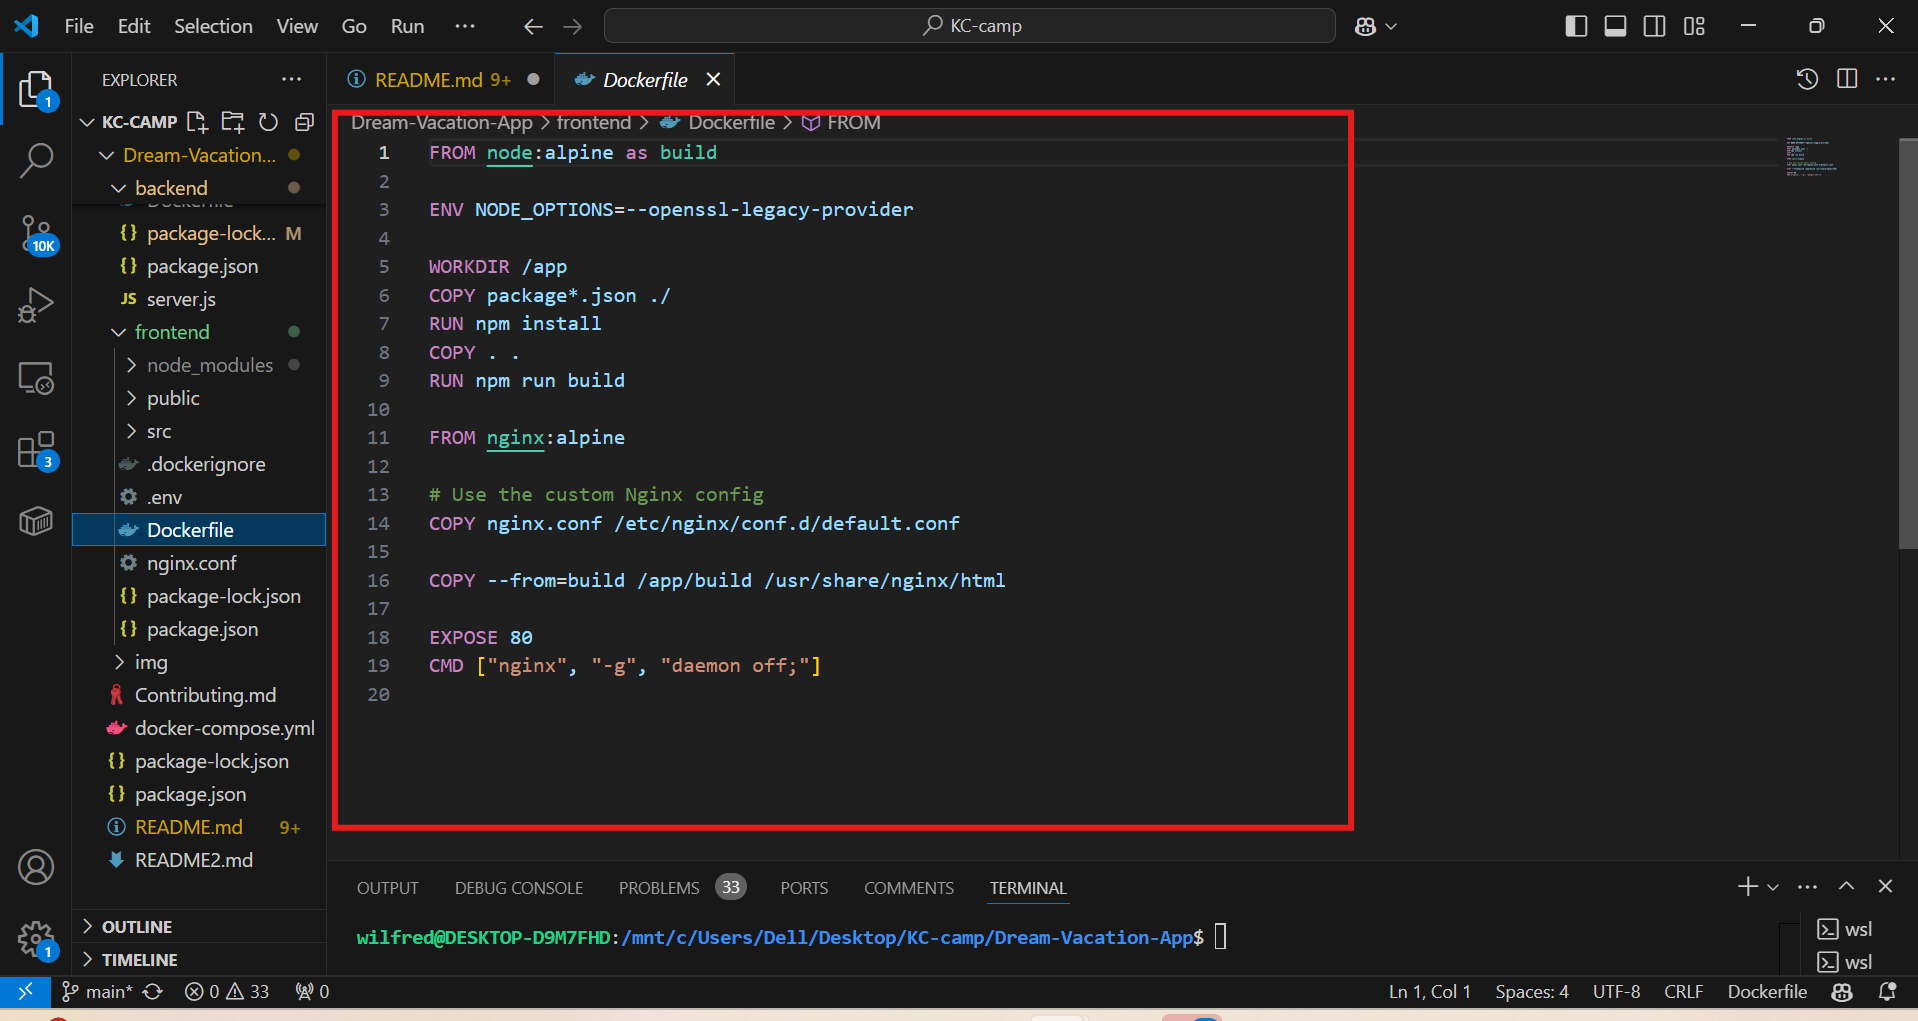 File Edit Selection View Go Run ··· KC-camp
EXPLORER ···
README.md 9+
Dockerfile
KC-CAMP
Dream-Vacation...
backend
package-lock... M
package.json
JS server.js
frontend
node_modules
public
src
.dockerignore
.env
Dockerfile
nginx.conf
package-lock.json
package.json
img
Contributing.md
docker-compose.yml
package-lock.json
package.json
README.md 9+
README2.md
OUTLINE
TIMELINE
1
10K
3
1
Dream-Vacation-App > frontend > Dockerfile > FROM
1 FROM node:alpine as build
2
3 ENV NODE_OPTIONS=--openssl-legacy-provider
4
5 WORKDIR /app
6 COPY package*.json ./
7 RUN npm install
8 COPY . .
9 RUN npm run build
10
11 FROM nginx:alpine
12
13 # Use the custom Nginx config
14 COPY nginx.conf /etc/nginx/conf.d/default.conf
15
16 COPY --from=build /app/build /usr/share/nginx/html
17
18 EXPOSE 80
19 CMD ["nginx", "-g", "daemon off;"]
20
OUTPUT DEBUG CONSOLE PROBLEMS 33 PORTS COMMENTS TERMINAL
wilfred@DESKTOP-D9M7FHD:/mnt/c/Users/Dell/Desktop/KC-camp/Dream-Vacation-App$
wsl
wsl
main* 0 33 0 Ln 1, Col 1 Spaces: 4 UTF-8 CRLF Dockerfile